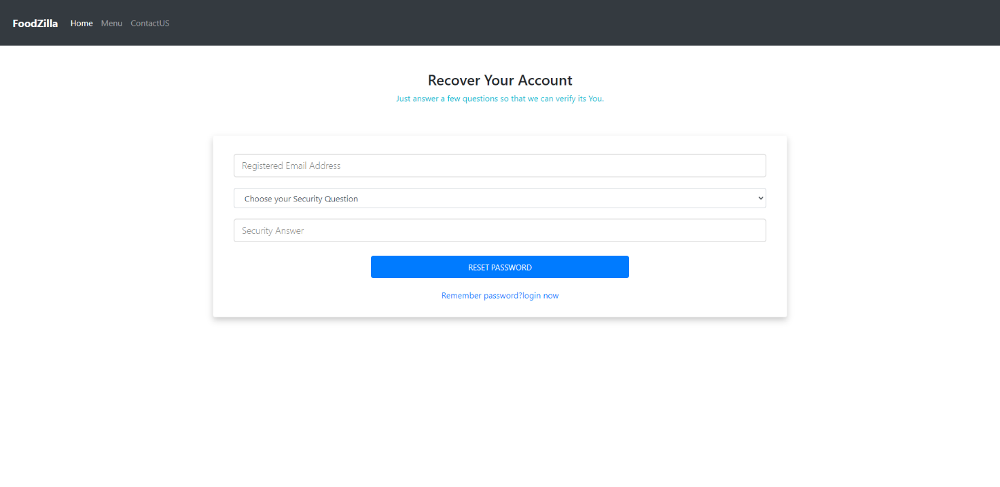 FoodZilla Home Menu ContactUS
Recover Your Account
Just answer a few questions so that we can verify its You.
Registered Email Address
Choose your Security Question
Security Answer
RESET PASSWORD
Remember password?login now